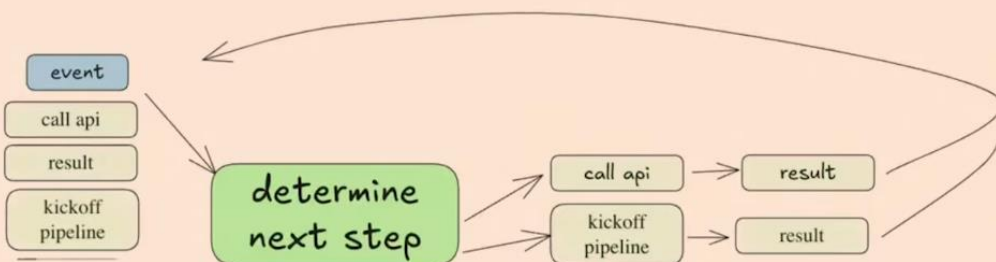 event
call api
result
kickoff
pipeline
determine
next step
call api
result
kickoff
pipeline
result